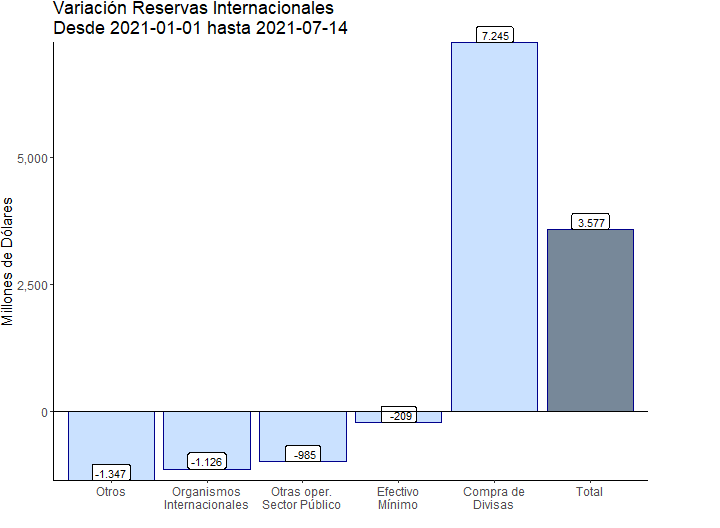 Variación Reservas Internacionales
Desde 2021-01-01 hasta 2021-07-14
Millones de Dólares
5,000
2,500
0
7.245
3.577
-209
-985
-1.126
-1.347
Otros
Organismos
Internacionales
Otras oper.
Sector Público
Efectivo
Mínimo
Compra de
Divisas
Total